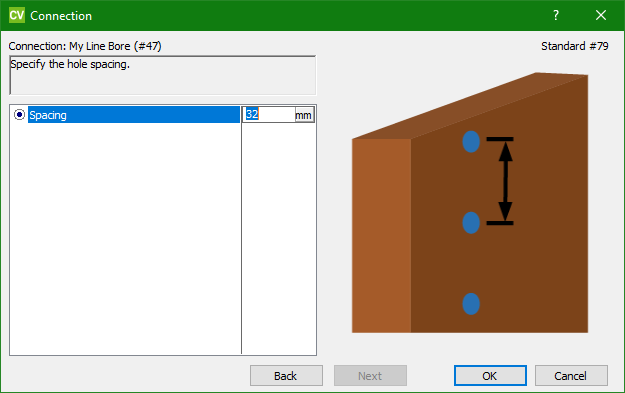 CV Connection ?
Connection: My Line Bore (#47) Standard #79
Specify the hole spacing.
Spacing 32 mm
Back Next OK Cancel